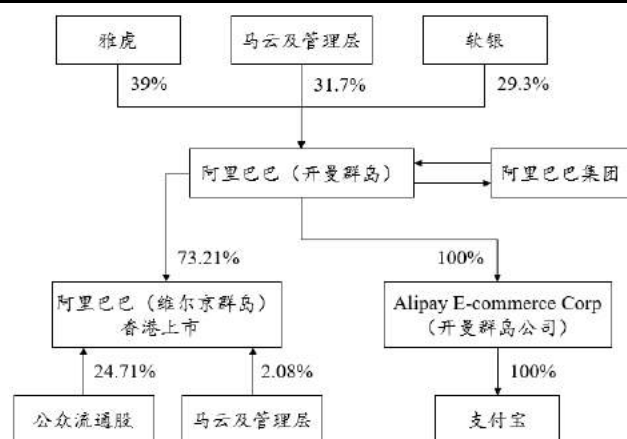 雅虎
马云及管理层
软银
39%
31.7%
29.3%
阿里巴巴（开曼群岛）
阿里巴巴集团
73.21%
100%
阿里巴巴（维尔京群岛）
香港上市
Alipay E-commerce Corp
（开曼群岛公司）
24.71%
2.08%
100%
公众流通股
马云及管理层
支付宝